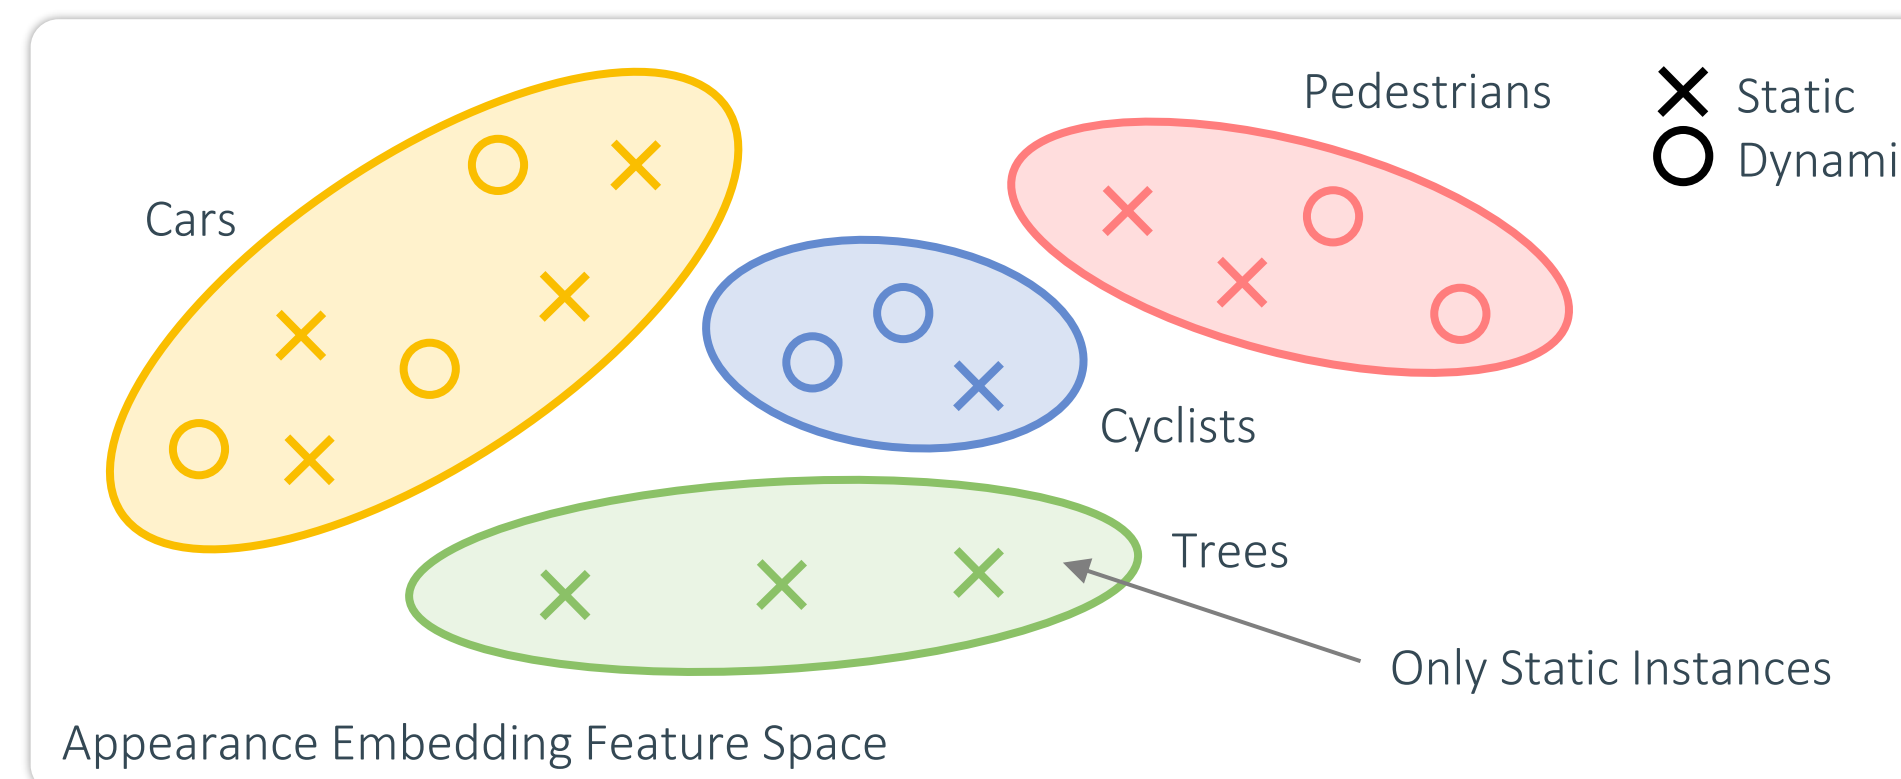 Pedestrians
Static
Dynami
Cars
Cyclists
Trees
Only Static Instances
Appearance Embedding Feature Space